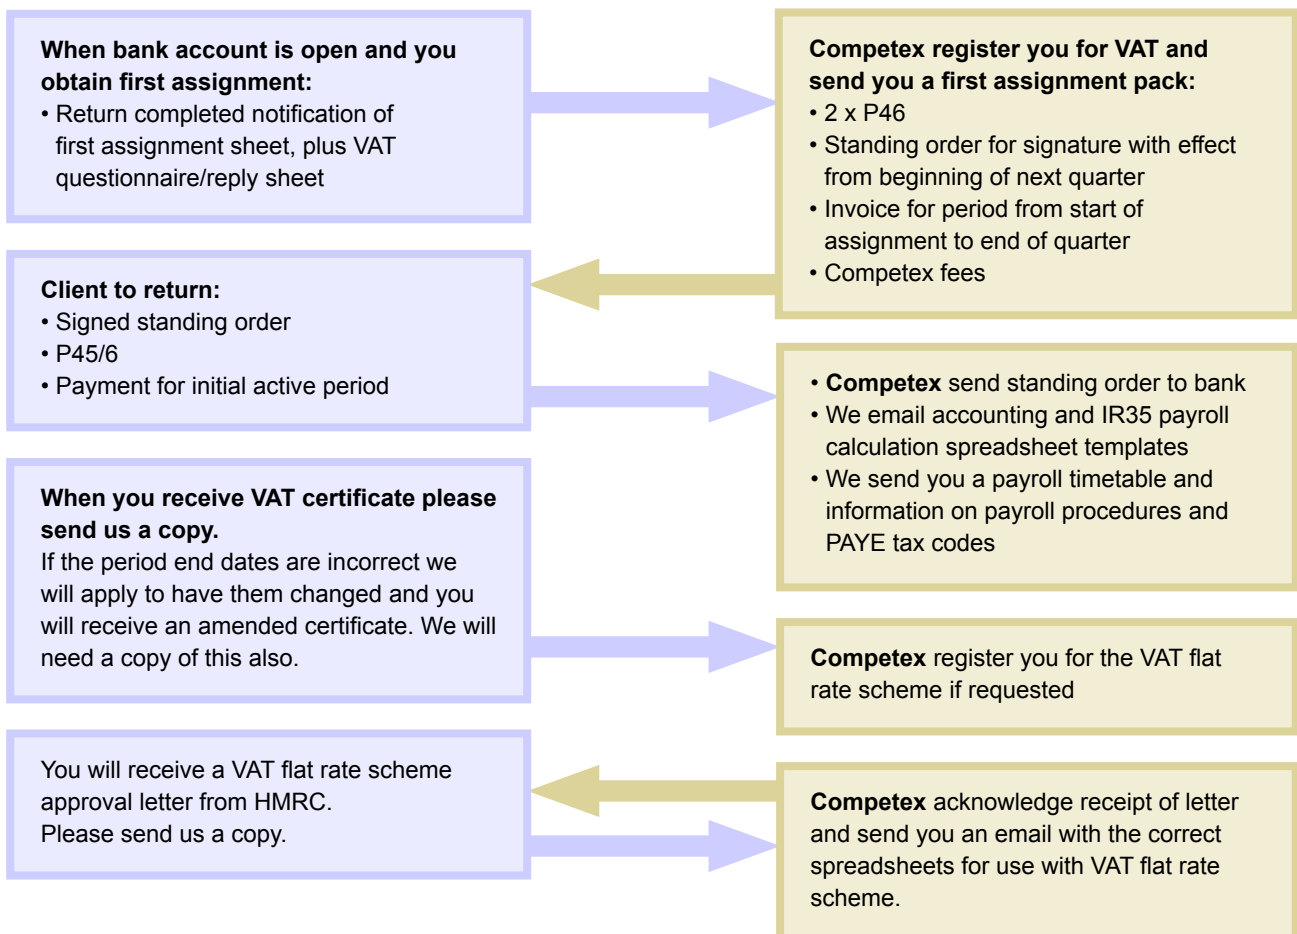 When bank account is open and you
obtain first assignment:
• Return completed notification of
first assignment sheet, plus VAT
questionnaire/reply sheet
Competex register you for VAT and
send you a first assignment pack:
• 2 x P46
• Standing order for signature with effect
from beginning of next quarter
• Invoice for period from start of
assignment to end of quarter
• Competex fees
Client to return:
• Signed standing order
• P45/6
• Payment for initial active period
• Competex send standing order to bank
• We email accounting and IR35 payroll
calculation spreadsheet templates
• We send you a payroll timetable and
information on payroll procedures and
PAYE tax codes
When you receive VAT certificate please
send us a copy.
If the period end dates are incorrect we
will apply to have them changed and you
will receive an amended certificate. We will
need a copy of this also.
Competex register you for the VAT flat
rate scheme if requested
You will receive a VAT flat rate scheme
approval letter from HMRC.
Please send us a copy.
Competex acknowledge receipt of letter
and send you an email with the correct
spreadsheets for use with VAT flat rate
scheme.